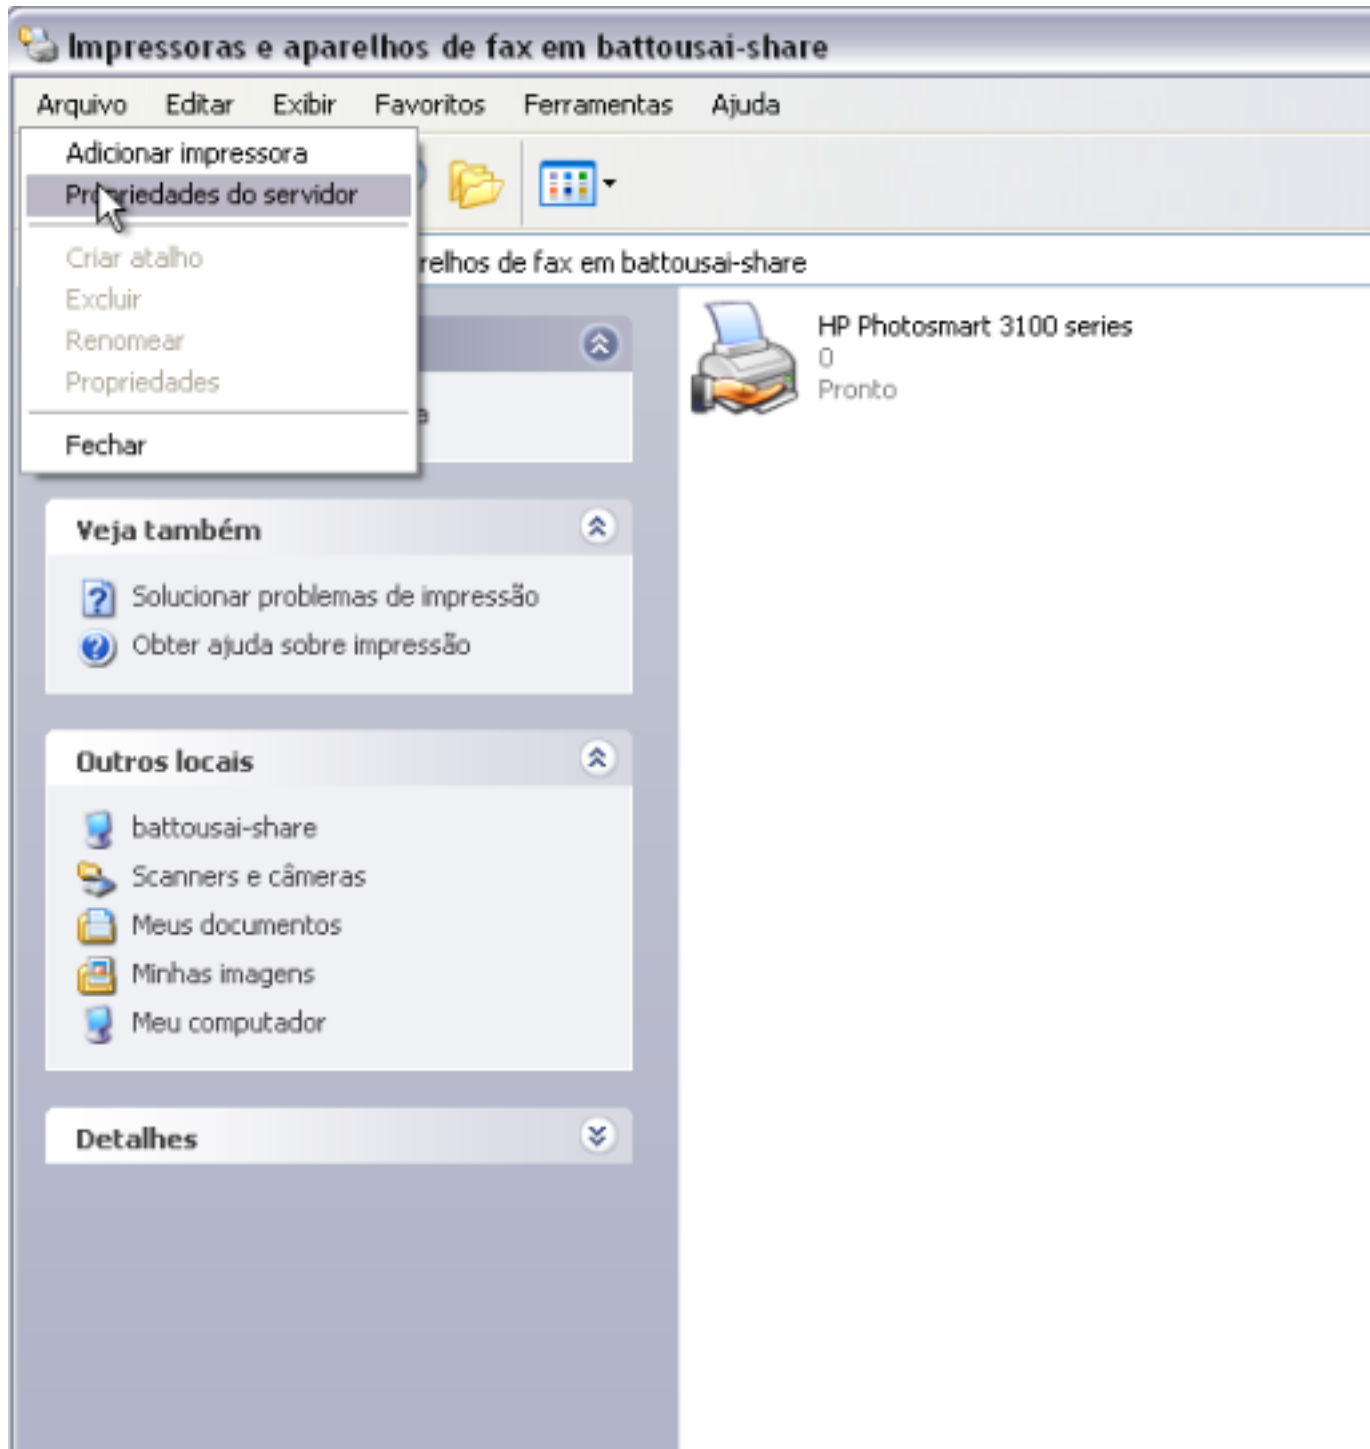 Impressoras e aparelhos de fax em battousai-share
Arquivo Editar Exibir Favoritos Ferramentas Ajuda
Adicionar impressora
Propriedades do servidor
Criar atalho
Excluir
Renomear
Propriedades
Fechar
relhos de fax em battousai-share
HP Photosmart 3100 series
0
Pronto
Veja também
Solucionar problemas de impressão
Obter ajuda sobre impressão
Outros locais
battousai-share
Scanners e câmeras
Meus documentos
Minhas imagens
Meu computador
Detalhes